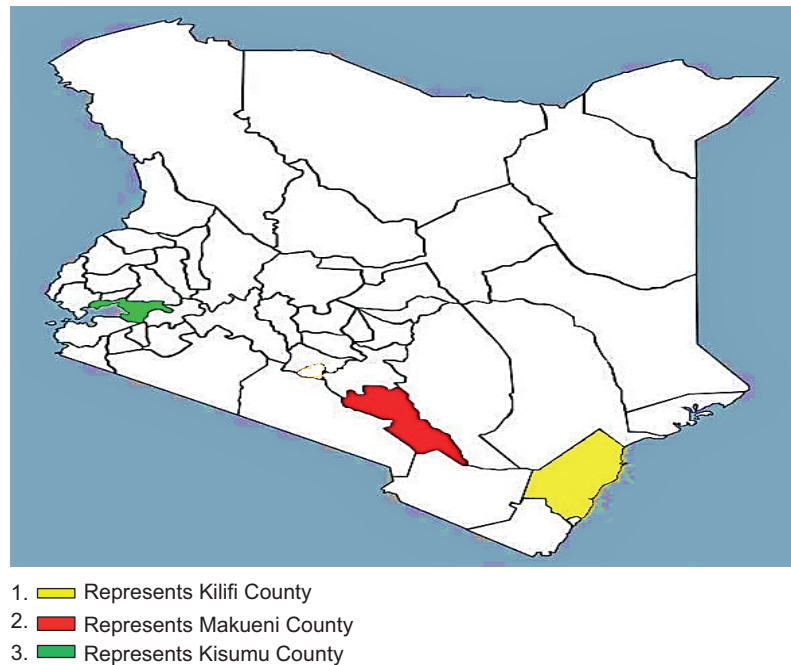 1. Represents Kilifi County
2. Represents Makueni County
3. Represents Kisumu County